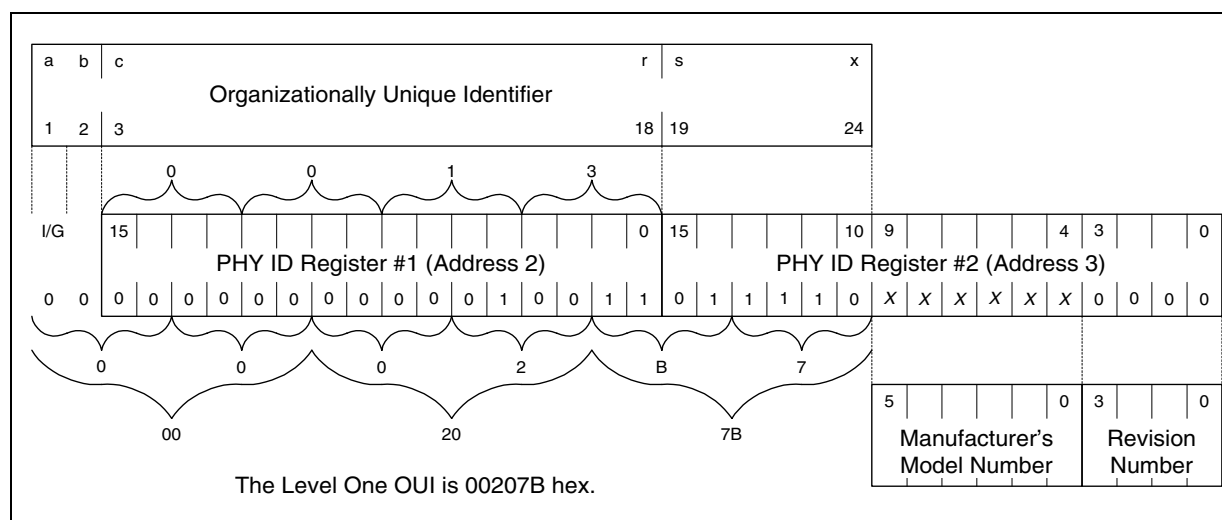 a b c r s x
Organizationally Unique Identifier
1 2 3 18 19 24
0 0 1 3
I/G 15 0 15 10 9 4 3 0
PHY ID Register #1 (Address 2) PHY ID Register #2 (Address 3)
0 0 0 0 0 0 0 0 0 0 0 0 0 1 0 0 1 1 0 1 1 1 1 0 X X X X X X 0 0 0 0
0 0 0 2 B 7
5 0 3 0
00 20 7B
Manufacturer's Revision
Model Number Number
The Level One OUI is 00207B hex.